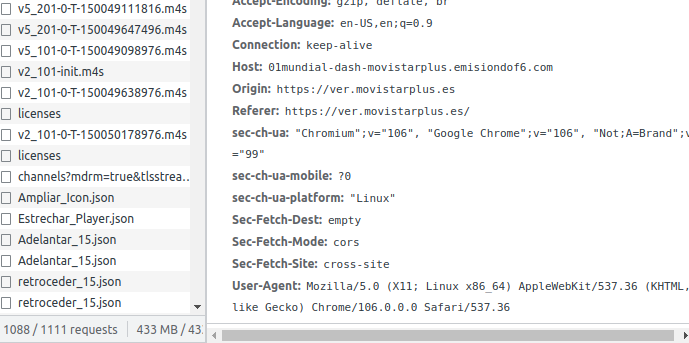 v5_201-0-T-150049111816.m4s
v5_201-0-T-150049647496.m4s
v5_101-0-T-150049098976.m4s
v2_101-init.m4s
v2_101-0-T-150049638976.m4s
licenses
v2_101-0-T-150050178976.m4s
licenses
channels?mdrm=true&tlsstrea...
Ampliar_Icon.json
Estrechar_Player.json
Adelantar_15.json
Adelantar_15.json
retroceder_15.json
retroceder_15.json
1088 / 1111 requests
433 MB / 43
Accept-Encoding: gzip, deflate, br
Accept-Language: en-US,en;q=0.9
Connection: keep-alive
Host: 01mundial-dash-movistarplus.emisiondof6.com
Origin: https://ver.movistarplus.es
Referer: https://ver.movistarplus.es/
sec-ch-ua: "Chromium";v="106", "Google Chrome";v="106", "Not;A=Brand";v
="99"
sec-ch-ua-mobile: ?0
sec-ch-ua-platform: "Linux"
Sec-Fetch-Dest: empty
Sec-Fetch-Mode: cors
Sec-Fetch-Site: cross-site
User-Agent: Mozilla/5.0 (X11; Linux x86_64) AppleWebKit/537.36 (KHTML,
like Gecko) Chrome/106.0.0.0 Safari/537.36